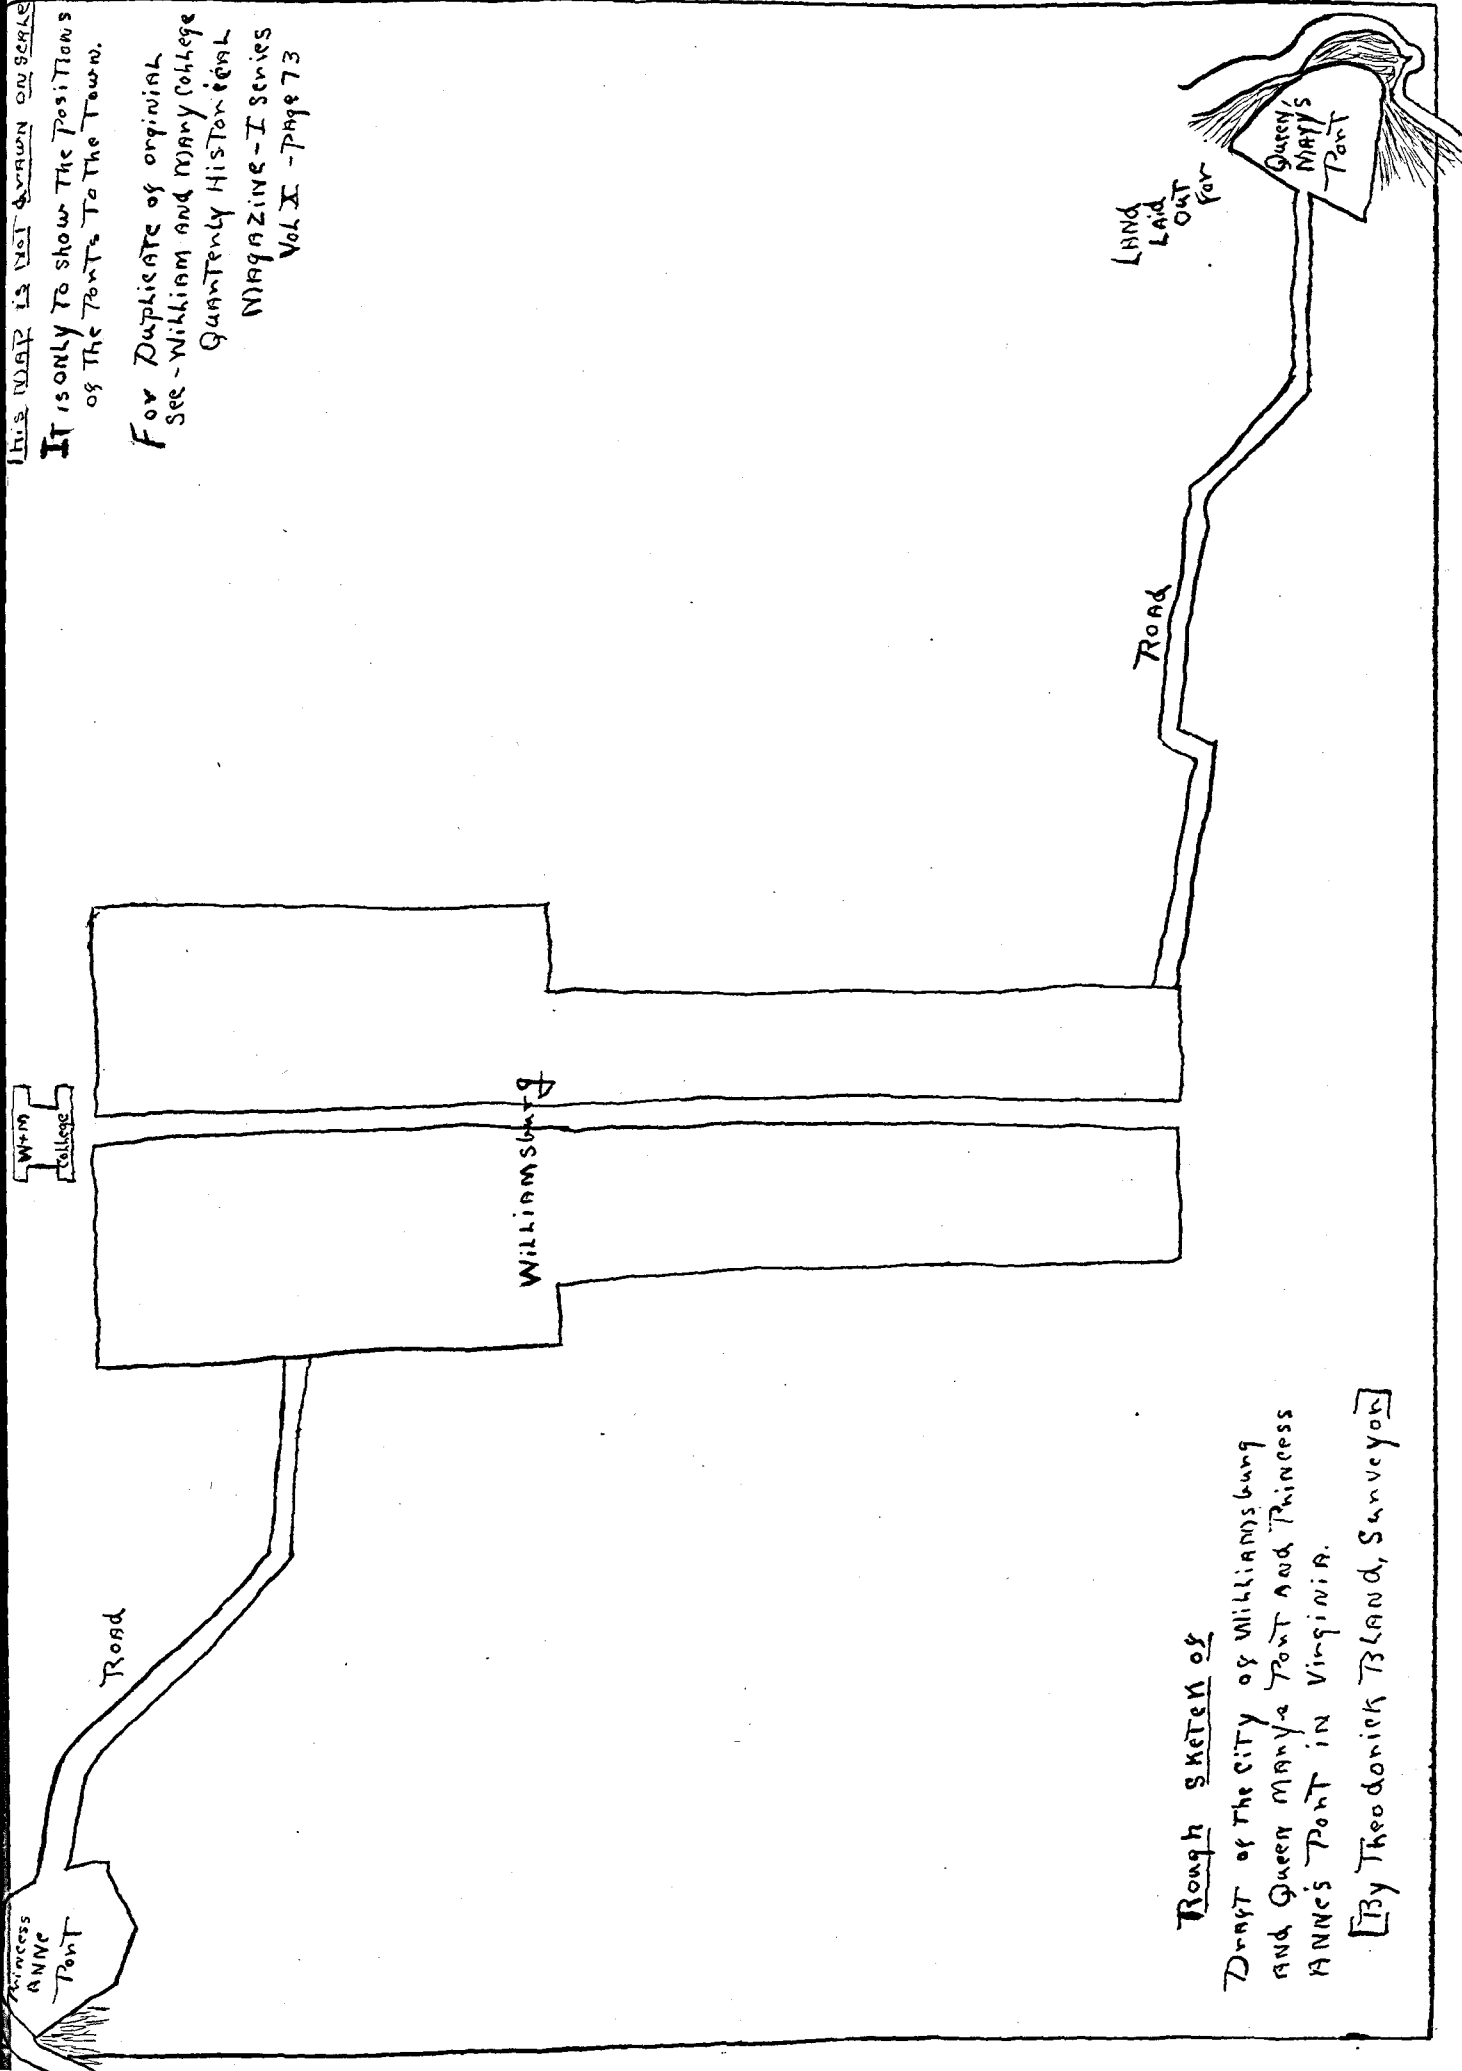 This MAP is NOT drawn on scale
IT is ONLY To show The Positions
of The Ports To The Town.
For Duplicate of orginial
See - William AND Mary College
Quarterly Historical
Magazine - I series
Vol X - Page 73
LAND
LAID
OUT
For
Queen's
MARY'S
Port
ROAD
W+M
College
Williamsburg
ROAD
Princess
ANNe
Port
Rough Sketch of
Draft of The City of Williamsburg
AND Queen Marys Port AND Princess
ANNe's Port in Virginia.
[By Theodorick BLAND, Surveyor]